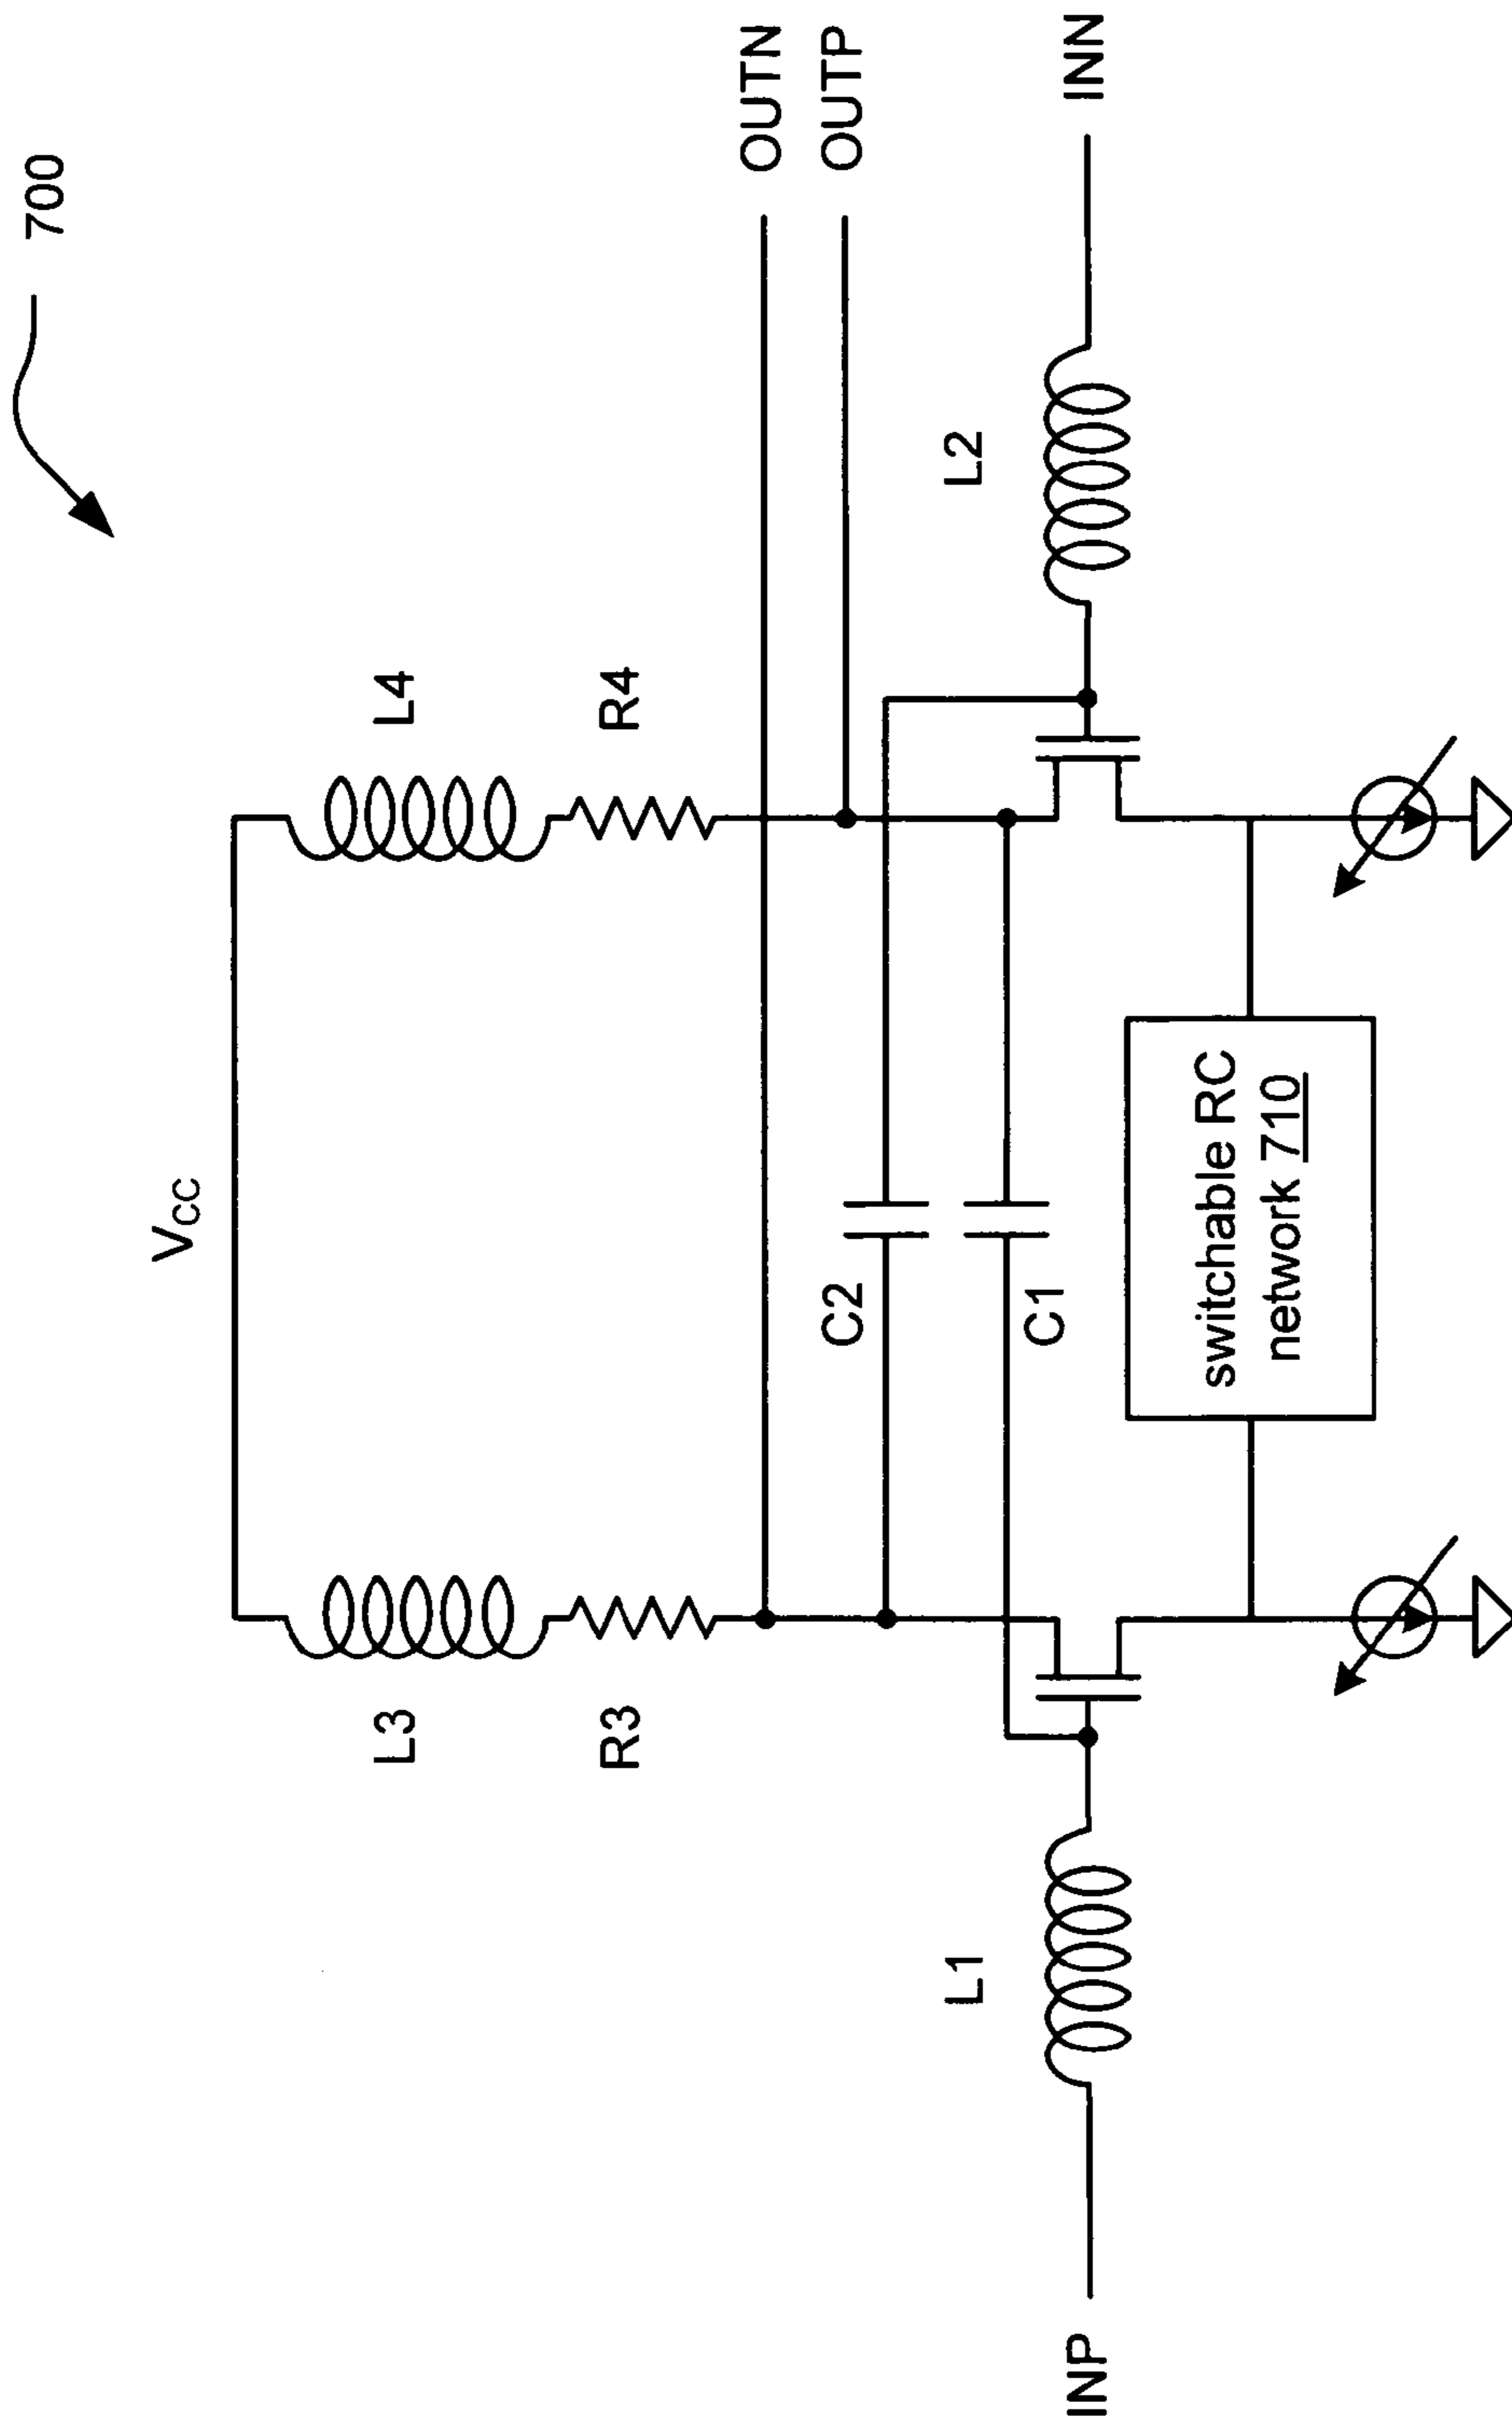 700
VCC
L3
L4
R3
R4
OUTN
OUTP
C2
C1
L1
L2
INP
INN
switchable RC
network 710